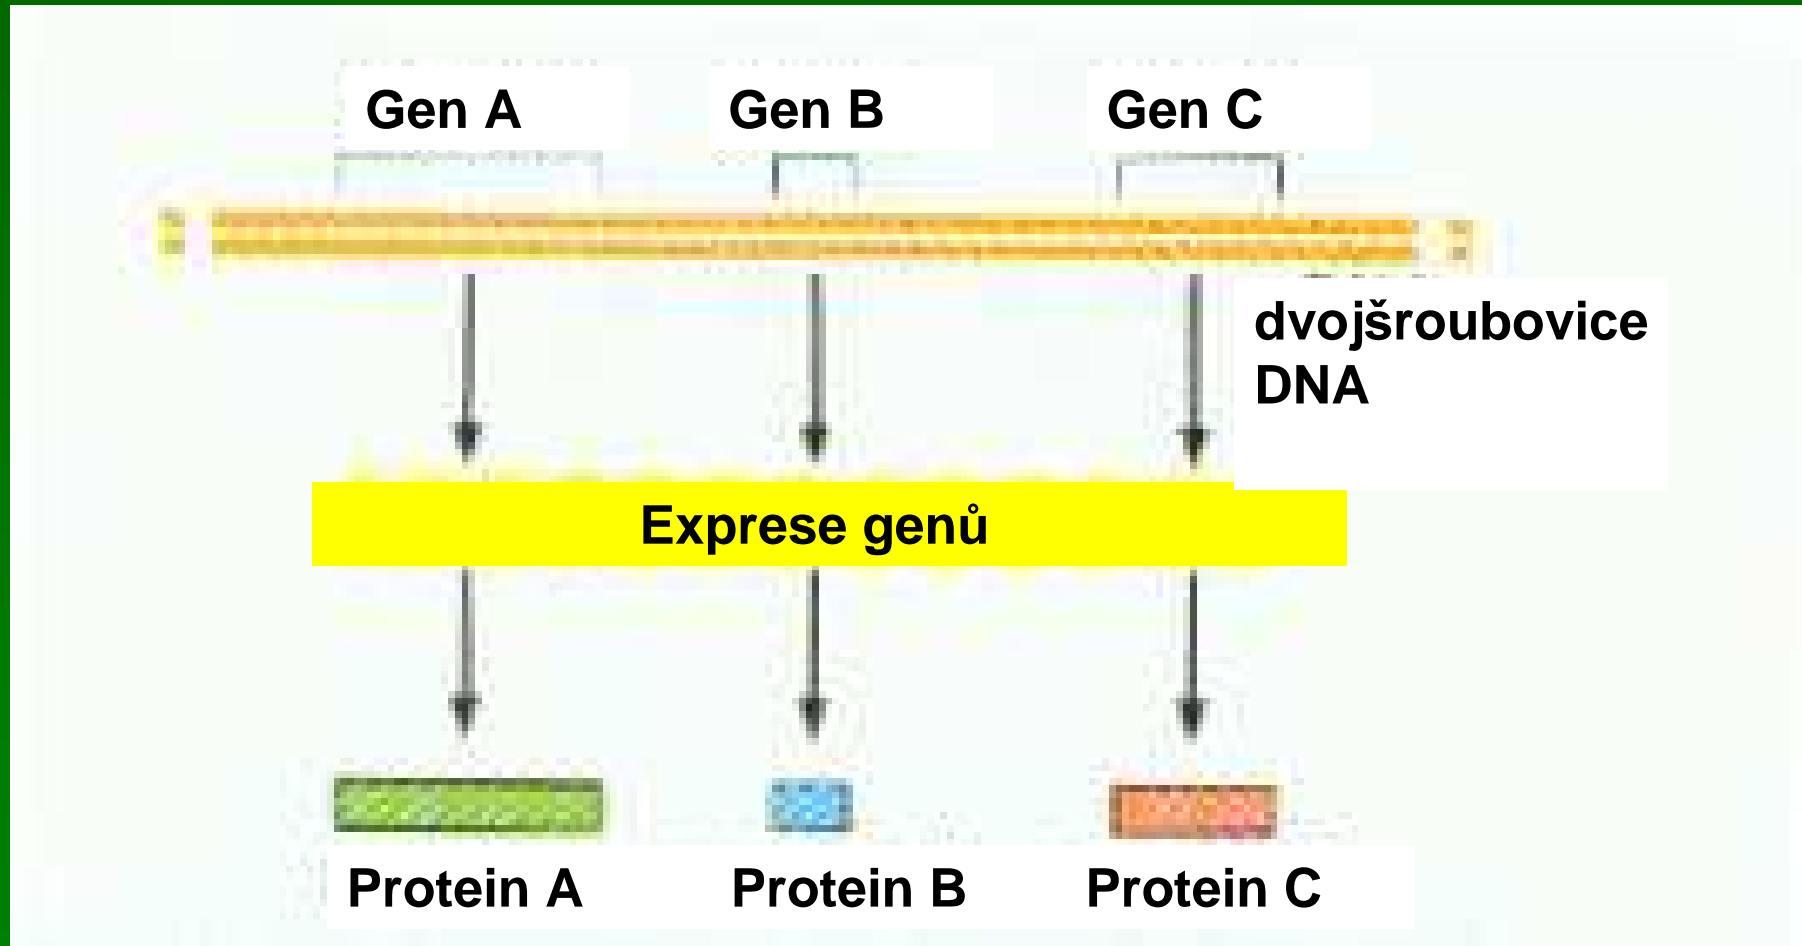 Gen A
Gen B
Gen C
dvojšroubovice
DNA
Exprese genů
Protein A
Protein B
Protein C